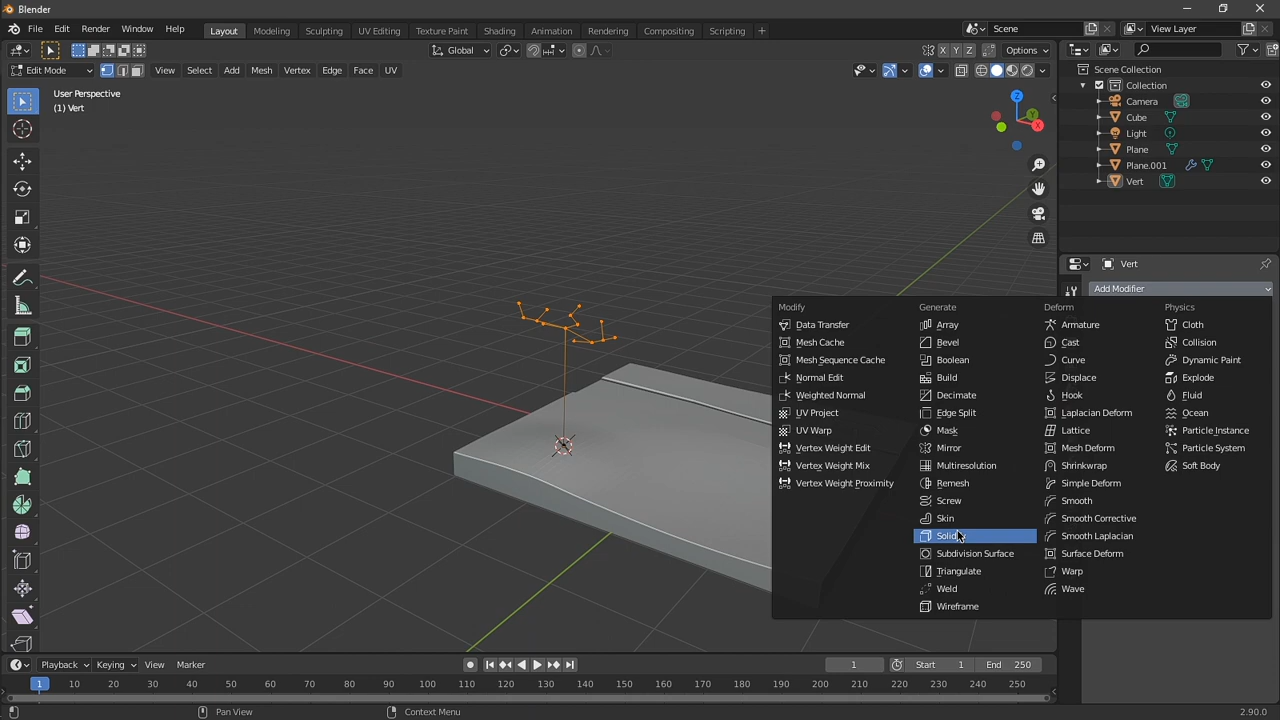 Blender
File Edit Render Window Help Layout Modeling Sculpting UV Editing Texture Paint Shading Animation Rendering Compositing Scripting + Scene View Layer
Global X Y Z Options
Edit Mode View Select Add Mesh Vertex Edge Face UV
User Perspective
(1) Vert
Z
Y
X
Scene Collection
Collection
Camera
Cube
Light
Plane
Plane.001
Vert
Vert
Add Modifier
Modify Generate Deform Physics
Data Transfer Array Armature Cloth
Mesh Cache Bevel Cast Collision
Mesh Sequence Cache Boolean Curve Dynamic Paint
Normal Edit Build Displace Explode
Weighted Normal Decimate Hook Fluid
UV Project Edge Split Laplacian Deform Ocean
UV Warp Mask Lattice Particle Instance
Vertex Weight Edit Mirror Mesh Deform Particle System
Vertex Weight Mix Multiresolution Shrinkwrap Soft Body
Vertex Weight Proximity Remesh Simple Deform
Screw Smooth
Skin Smooth Corrective
Smooth Laplacian
Subdivision Surface Surface Deform
Triangulate Warp
Weld Wave
Wireframe
Playback Keying View Marker 1 Start 1 End 250
1 10 20 30 40 50 60 70 80 90 100 110 120 130 140 150 160 170 180 190 200 210 220 230 240 250
Pan View Context Menu 2.90.0